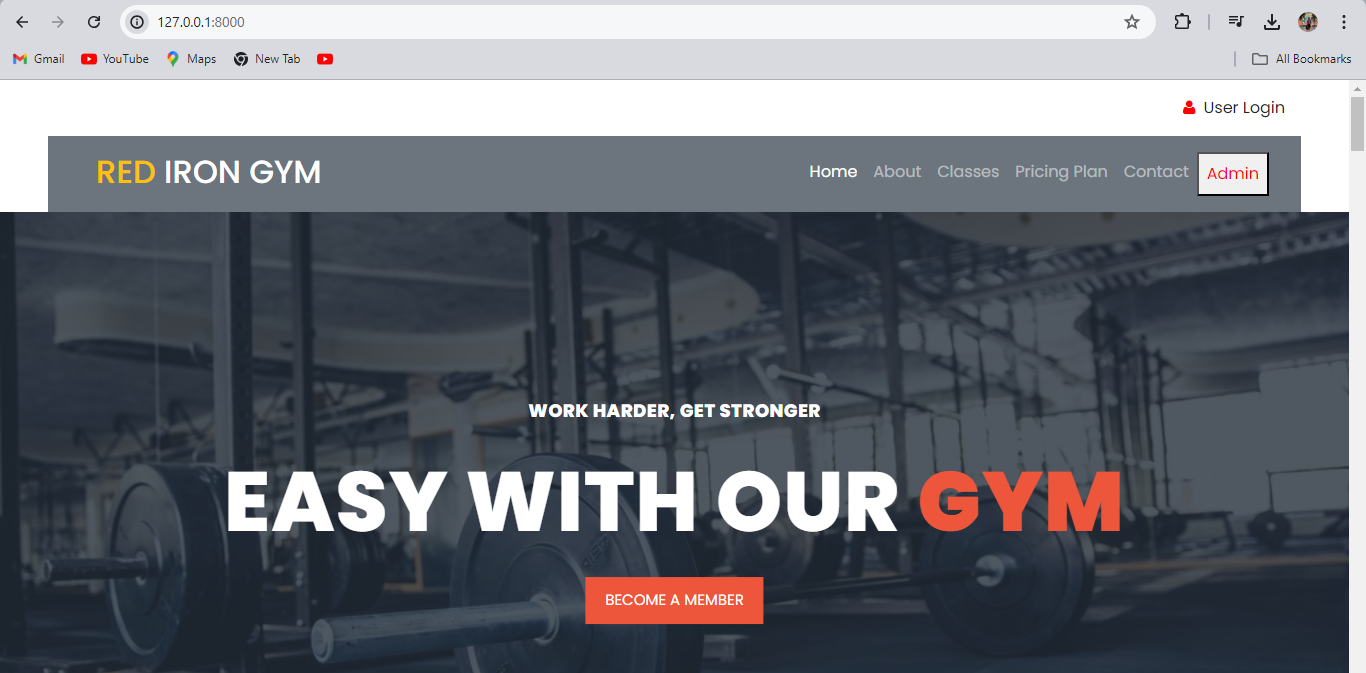 127.0.0.1:8000
Gmail YouTube Maps New Tab All Bookmarks
User Login
RED IRON GYM Home About Classes Pricing Plan Contact Admin
WORK HARDER, GET STRONGER
EASY WITH OUR GYM
BECOME A MEMBER